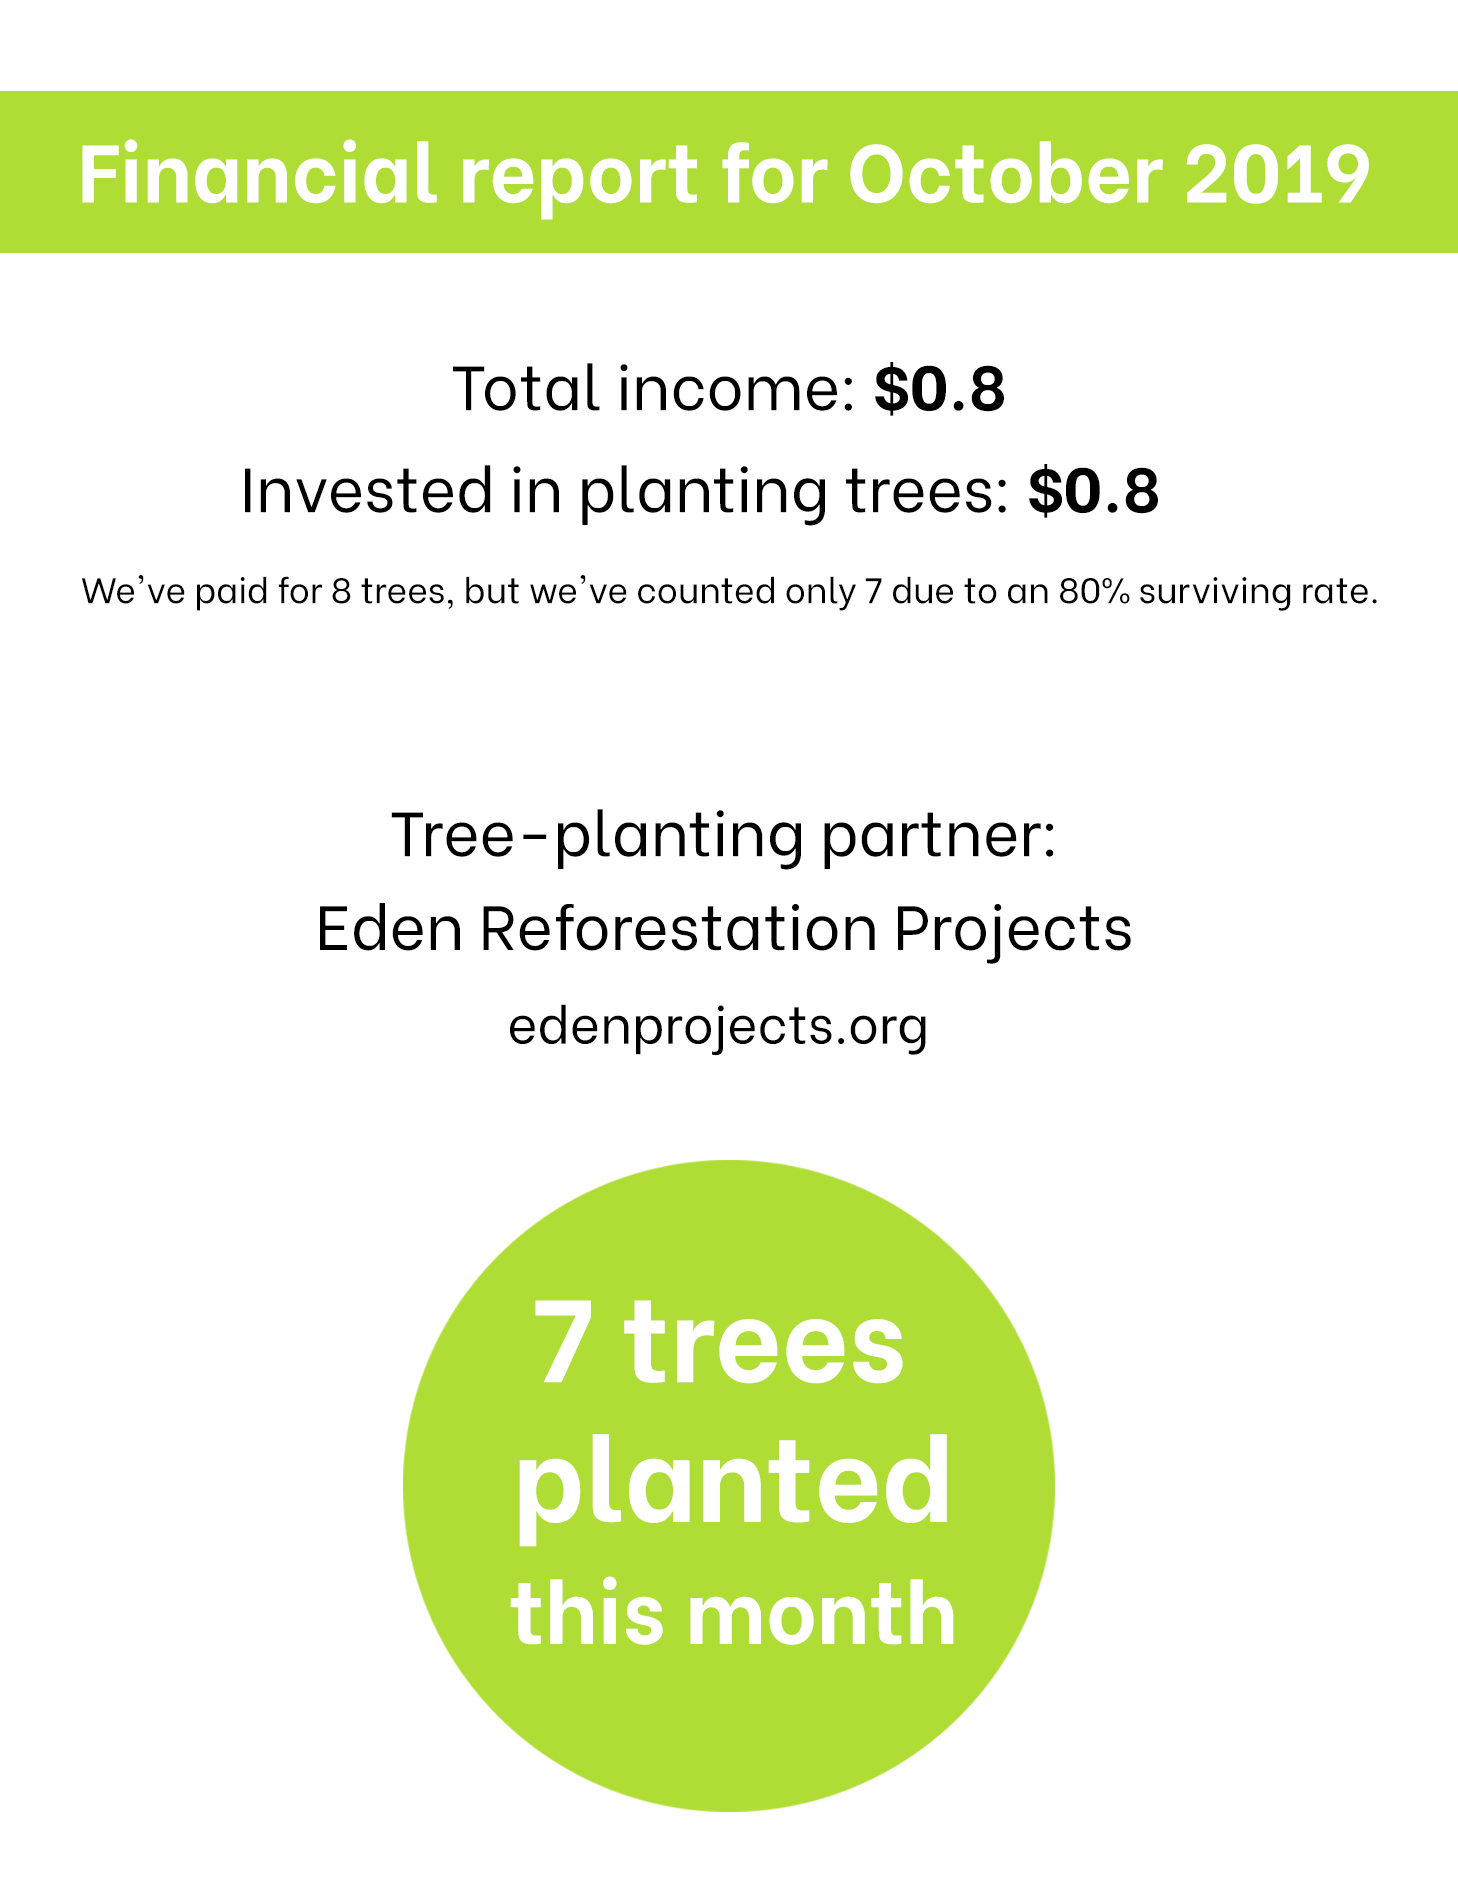 Financial report for October 2019
Total income: $0.8
Invested in planting trees: $0.8
We've paid for 8 trees, but we've counted only 7 due to an 80% surviving rate.
Tree-planting partner:
Eden Reforestation Projects
edenprojects.org
7 trees
planted
this month